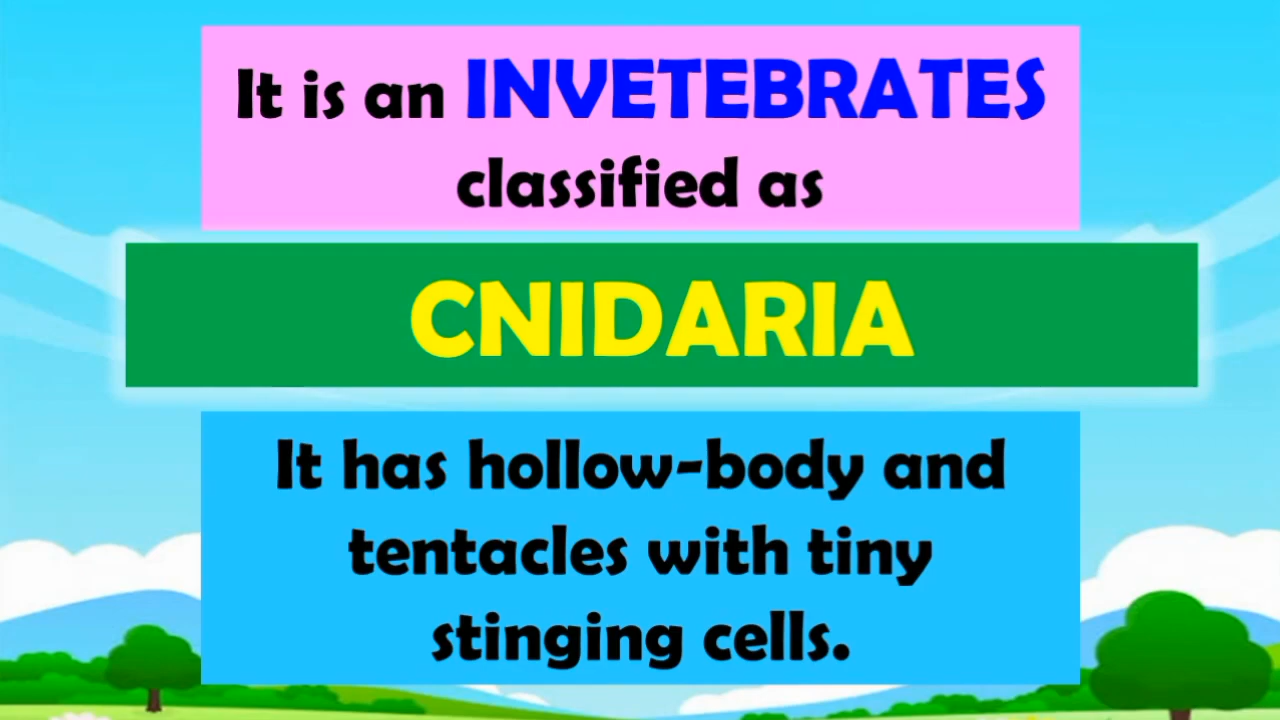 It is an INVETEBRATES
classified as
CNIDARIA
It has hollow-body and
tentacles with tiny
stinging cells.